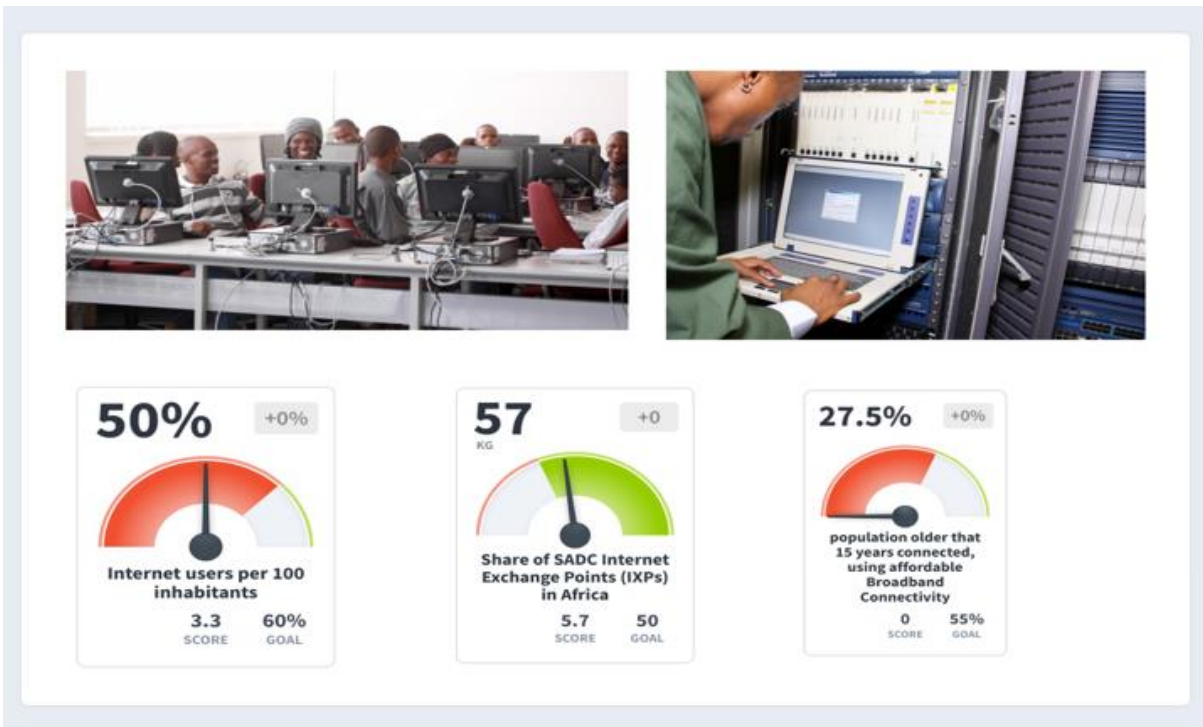 50%
+0%
Internet users per 100
inhabitants
3.3
60%
SCORE
GOAL
57
+0
KG
Share of SADC Internet
Exchange Points (IXPs)
in Africa
5.7
50
SCORE
GOAL
27.5%
+0%
population older that
15 years connected,
using affordable
Broadband
Connectivity
0
55%
SCORE
GOAL